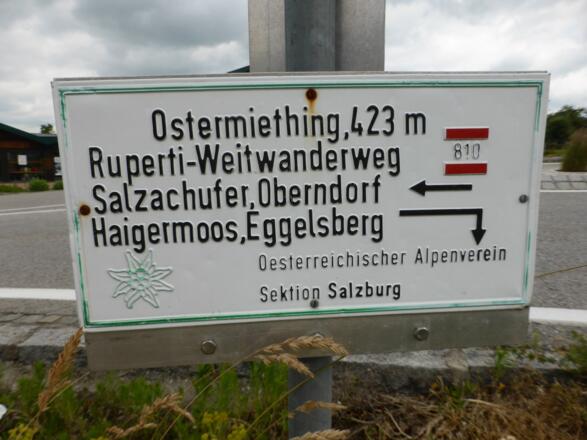 Ostermiething,423 m
Ruperti-Weitwanderweg
810
Salzachufer,Oberndorf
Haigermoos,Eggelsberg
Oesterreichischer Alpenverein
Sektion Salzburg